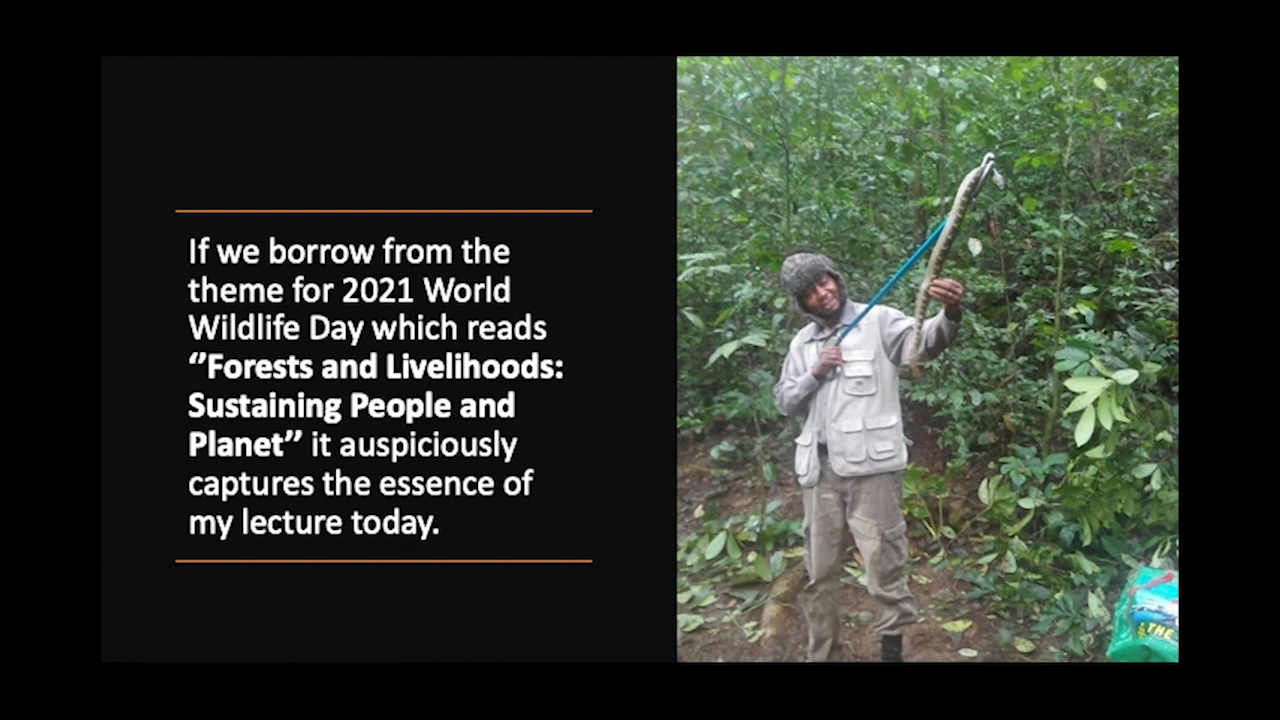 If we borrow from the
theme for 2021 World
Wildlife Day which reads
‘’Forests and Livelihoods:
Sustaining People and
Planet’’ it auspiciously
captures the essence of
my lecture today.
THE